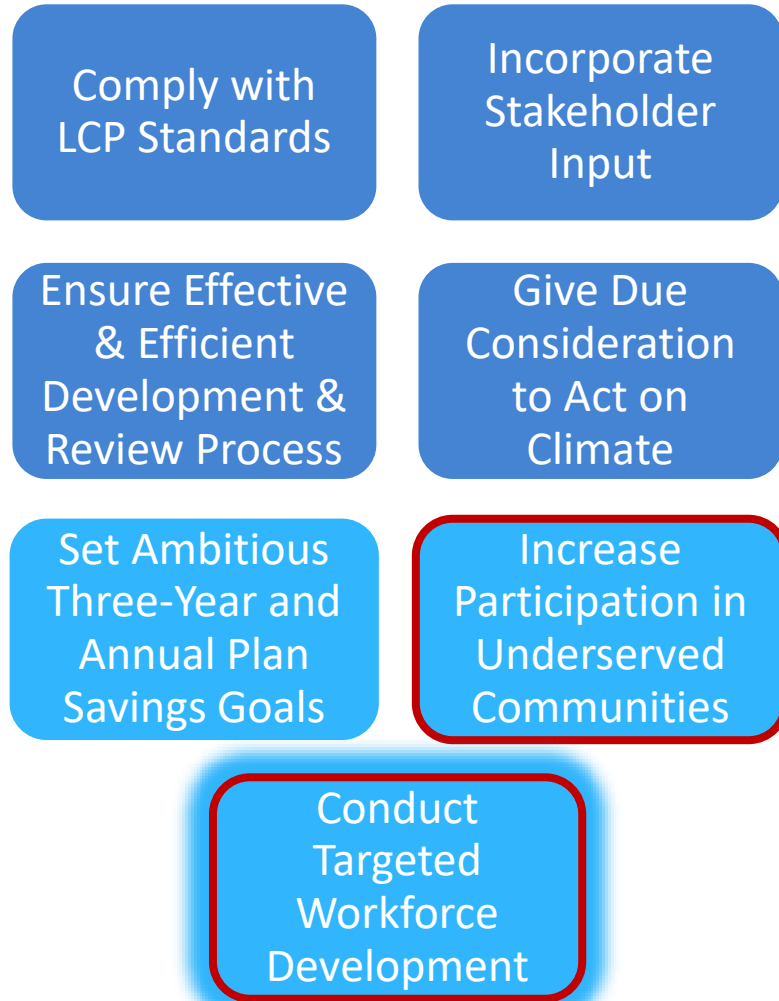 Comply with
LCP Standards
Incorporate
Stakeholder
Input
Ensure Effective
& Efficient
Development &
Review Process
Give Due
Consideration
to Act on
Climate
Set Ambitious
Three-Year and
Annual Plan
Savings Goals
Increase
Participation in
Underserved
Communities
Conduct
Targeted
Workforce
Development